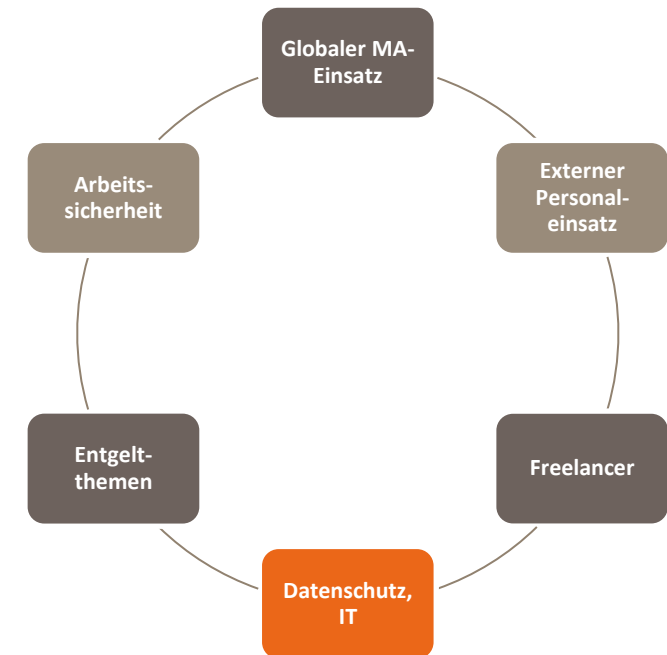 Globaler MA-
Einsatz
Externer
Personal-
einsatz
Freelancer
Datenschutz,
IT
Entgelt-
themen
Arbeits-
sicherheit